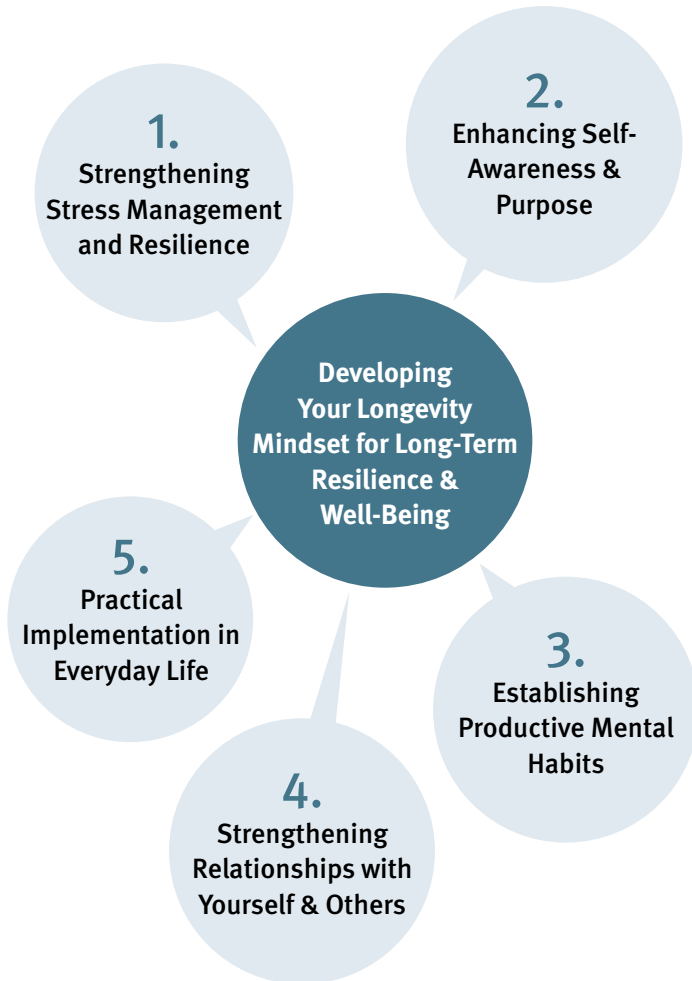 1.
Strengthening
Stress Management
and Resilience
2.
Enhancing Self-
Awareness &
Purpose
Developing
Your Longevity
Mindset for Long-Term
Resilience &
Well-Being
3.
Establishing
Productive Mental
Habits
4.
Strengthening
Relationships with
Yourself & Others
5.
Practical
Implementation in
Everyday Life